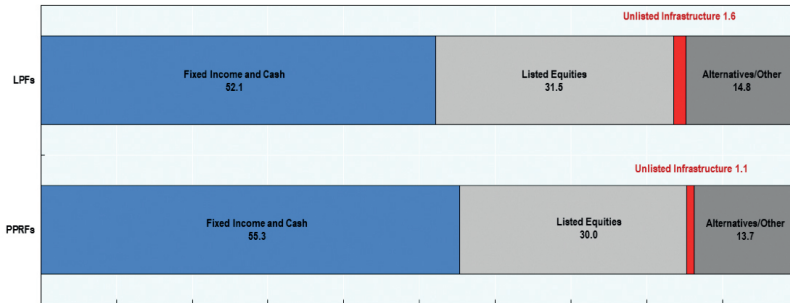 Unlisted Infrastructure 1.6
LPFs
Fixed Income and Cash
52.1
Listed Equities
31.5
Alternatives/Other
14.8
Unlisted Infrastructure 1.1
PPRFs
Fixed Income and Cash
55.3
Listed Equities
30.0
Alternatives/Other
13.7